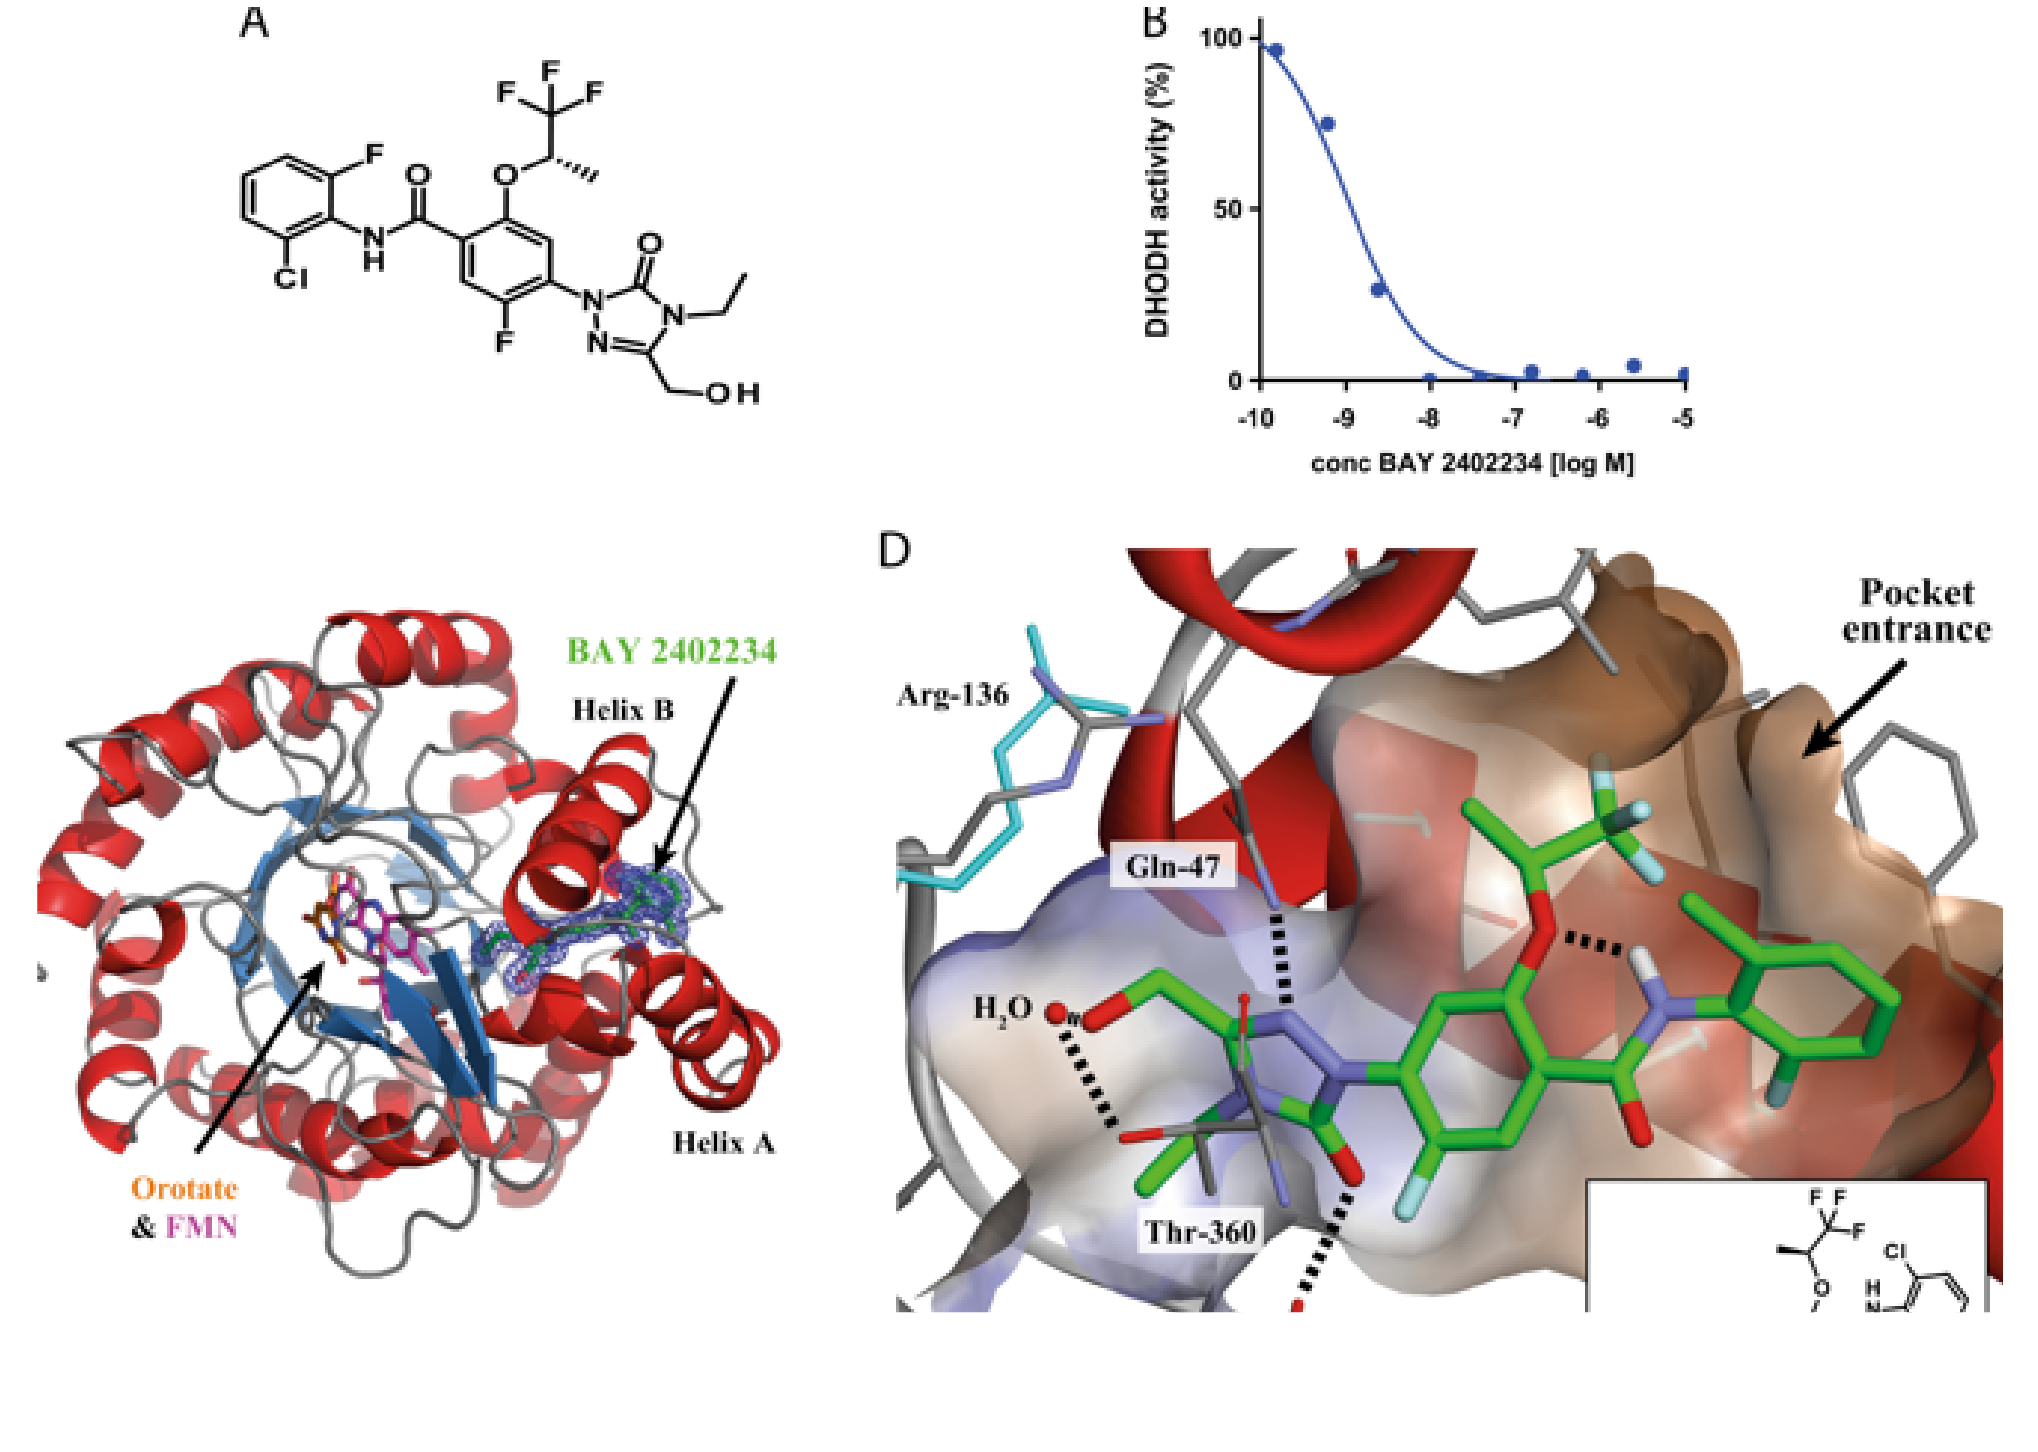 A
F
F F
F
O
O
N
H
Cl
O
N
N
N
F
OH
B
100
50
0
DHODH activity (%)
-10 -9 -8 -7 -6 -5
conc BAY 2402234 [log M]
BAY 2402234
Helix B
Helix A
Orotate
& FMN
D
Pocket
entrance
Arg-136
Gln-47
H2O
Thr-360
F F
F
Cl
O
H
N